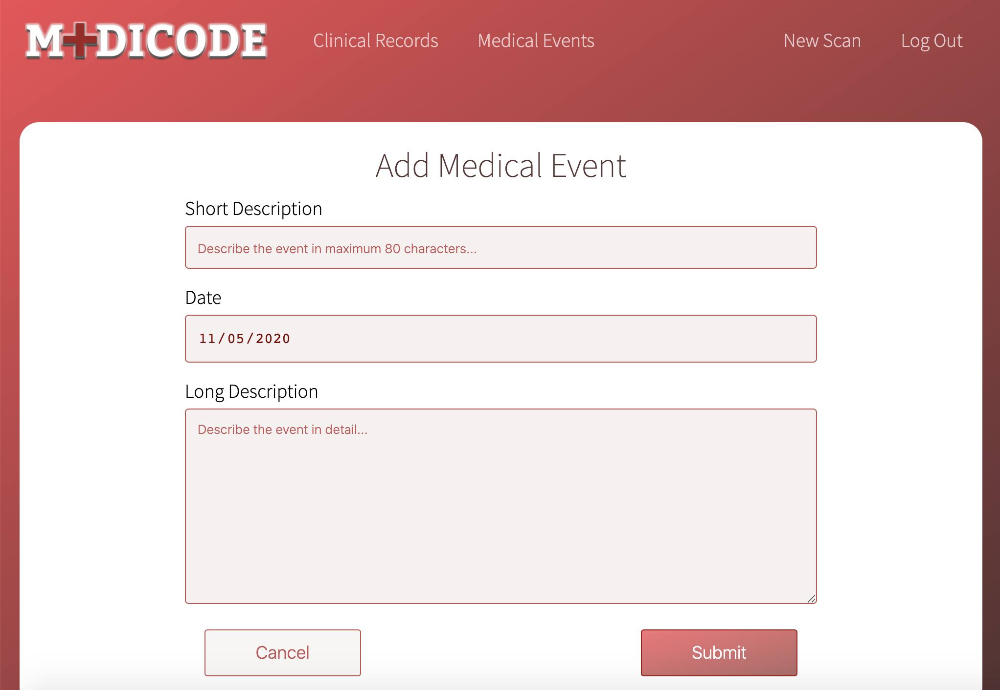 M+DICODE
Clinical Records
Medical Events
New Scan
Log Out
Add Medical Event
Short Description
Describe the event in maximum 80 characters...
Date
11/05/2020
Long Description
Describe the event in detail...
Cancel
Submit